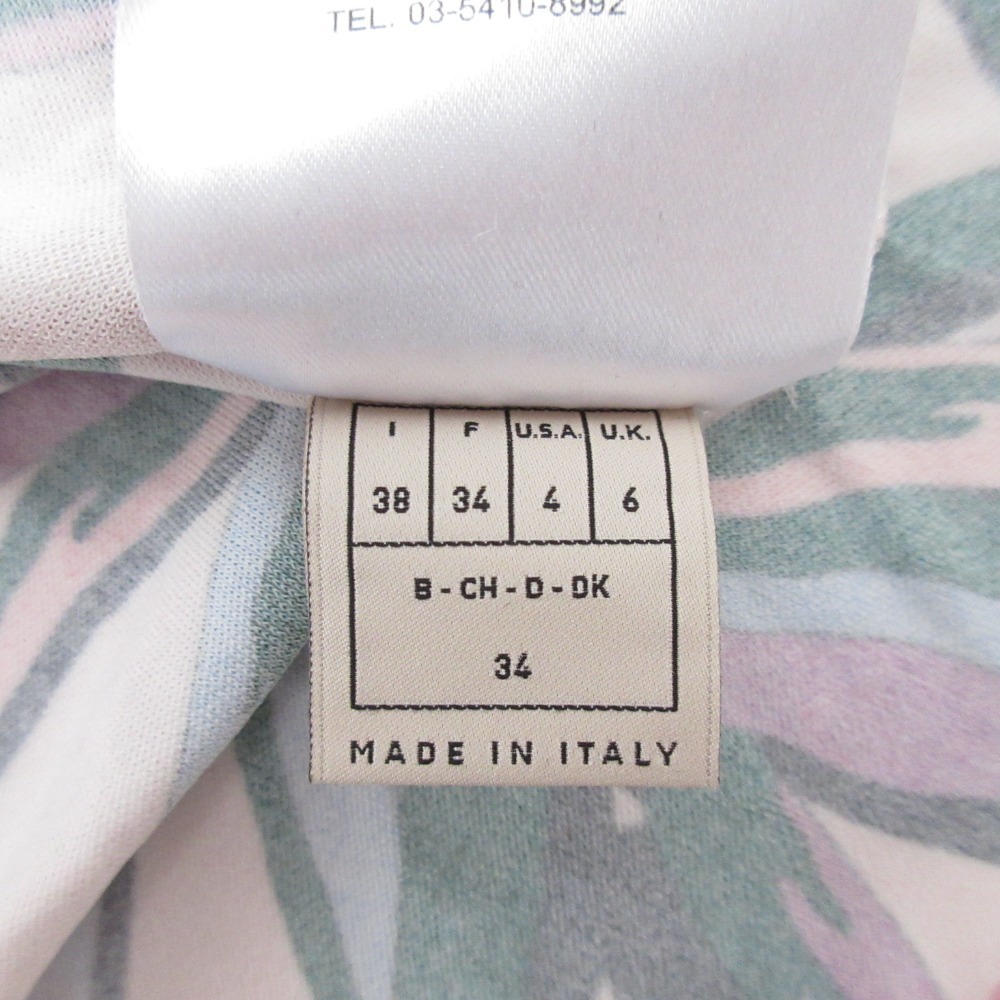 TEL. 03-5410-8992
I F U.S.A. U.K.
38 34 4 6
B - CH - D - DK
34
MADE IN ITALY